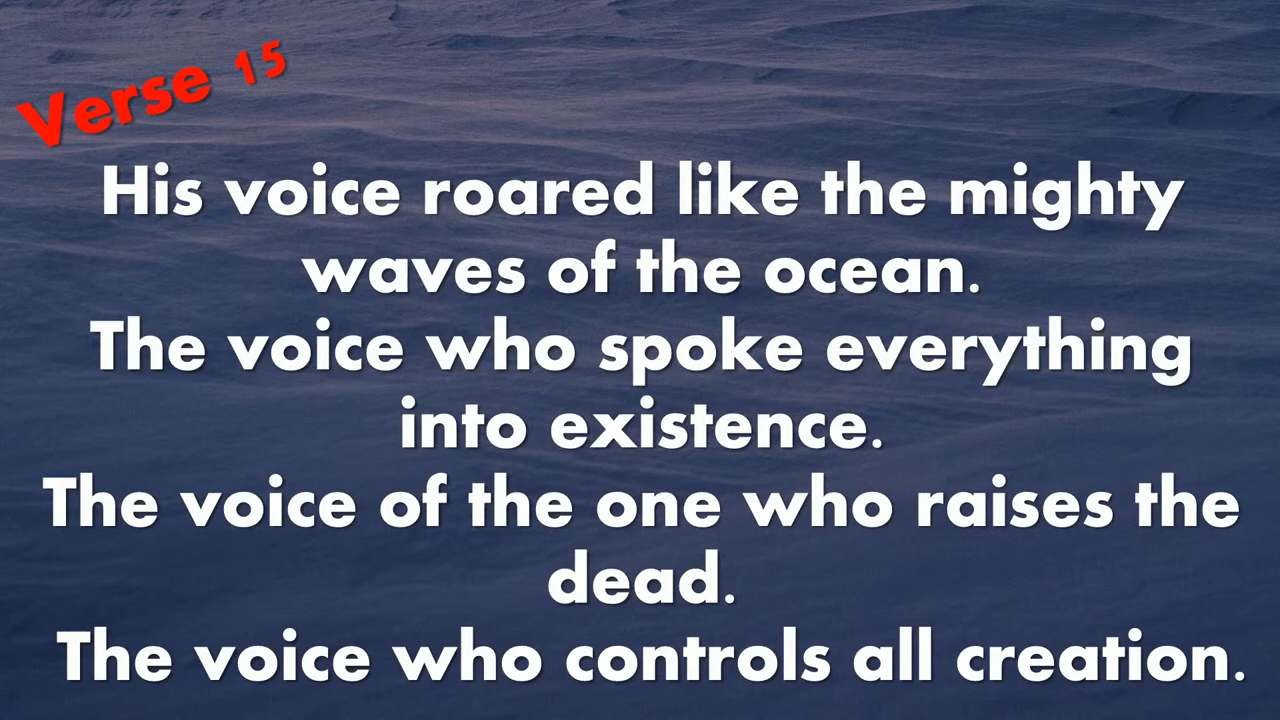 Verse 15
His voice roared like the mighty
waves of the ocean.
The voice who spoke everything
into existence.
The voice of the one who raises the
dead.
The voice who controls all creation.